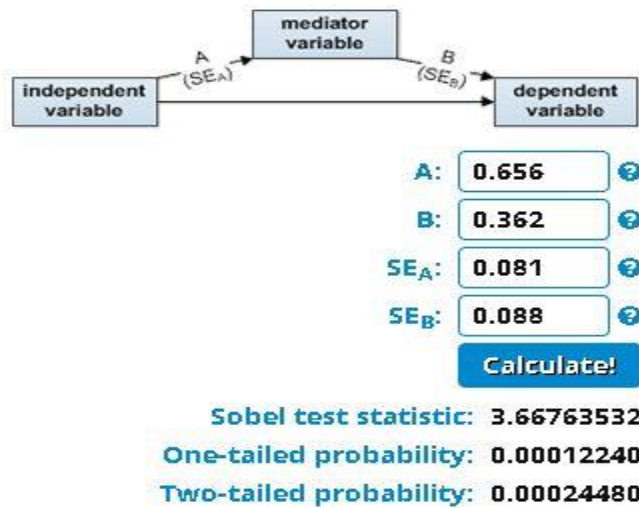 mediator
variable
A
(SEA)
B
(SEB)
independent
variable
dependent
variable
A: 0.656 ?
B: 0.362 ?
SEA: 0.081 ?
SEB: 0.088 ?
Calculate!
Sobel test statistic: 3.66763532
One-tailed probability: 0.00012240
Two-tailed probability: 0.00024480